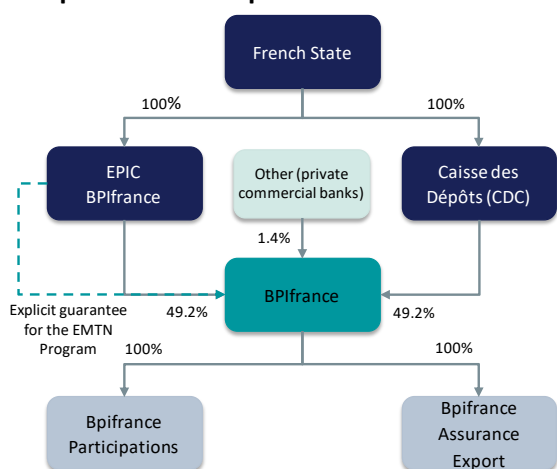 French State
100%
100%
EPIC
BPIfrance
Other (private
commercial banks)
Caisse des
Dépôts (CDC)
1.4%
BPIfrance
Explicit guarantee
for the EMTN
Program
49.2%
49.2%
100%
100%
Bpifrance
Participations
Bpifrance
Assurance
Export